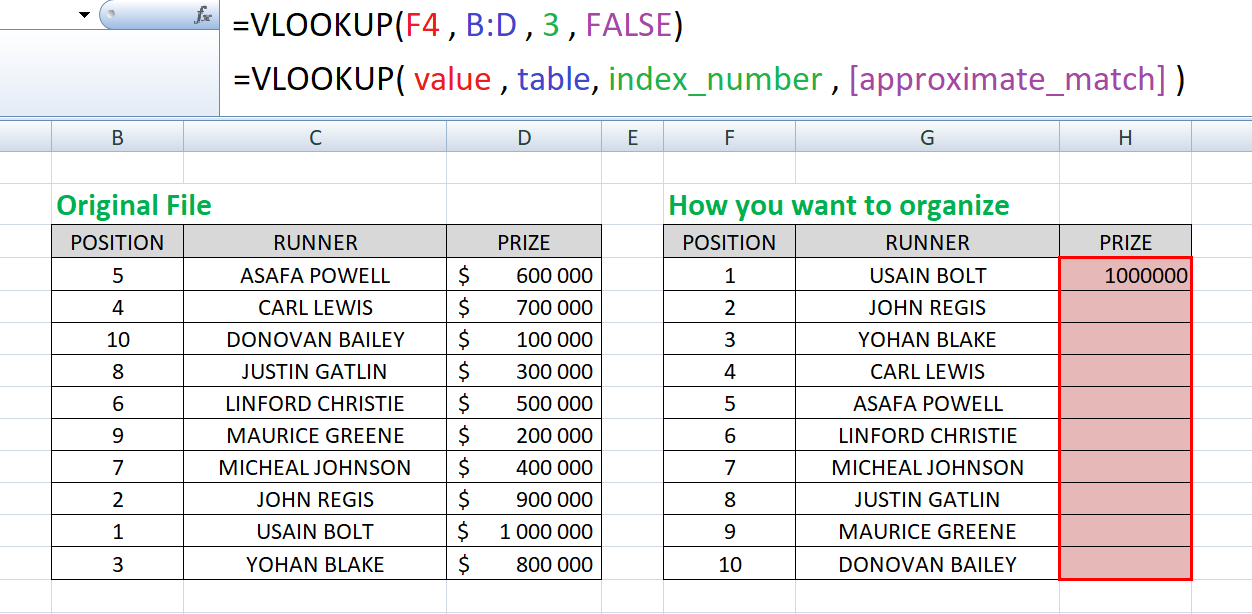 fx
=VLOOKUP(F4 , B:D , 3 , FALSE)
=VLOOKUP( value , table, index_number , [approximate_match] )
B C D E F G H
Original File How you want to organize
POSITION RUNNER PRIZE POSITION RUNNER PRIZE
5 ASAFA POWELL $ 600 000 1 USAIN BOLT 1000000
4 CARL LEWIS $ 700 000 2 JOHN REGIS
10 DONOVAN BAILEY $ 100 000 3 YOHAN BLAKE
8 JUSTIN GATLIN $ 300 000 4 CARL LEWIS
6 LINFORD CHRISTIE $ 500 000 5 ASAFA POWELL
9 MAURICE GREENE $ 200 000 6 LINFORD CHRISTIE
7 MICHEAL JOHNSON $ 400 000 7 MICHEAL JOHNSON
2 JOHN REGIS $ 900 000 8 JUSTIN GATLIN
1 USAIN BOLT $ 1 000 000 9 MAURICE GREENE
3 YOHAN BLAKE $ 800 000 10 DONOVAN BAILEY